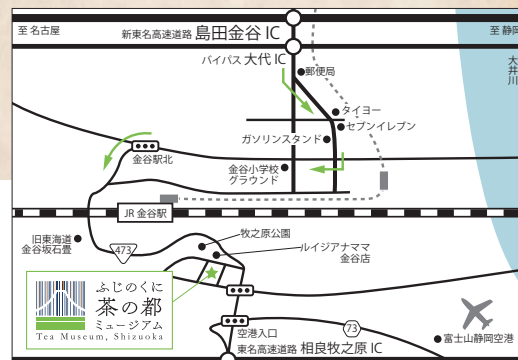 至 名古屋
新東名高速道路 島田金谷 IC
至 静岡
バイパス 大代 IC
大井川
郵便局
タイヨー
セブンイレブン
ガソリンスタンド
金谷駅北
金谷小学校
グラウンド
JR 金谷駅
旧東海道
金谷坂石畳
473
牧之原公園
ルイジアナママ
金谷店
ふじのくに
茶の都
ミュージアム
Tea Museum, Shizuoka
空港入口
73
東名高速道路 相良牧之原 IC
富士山静岡空港